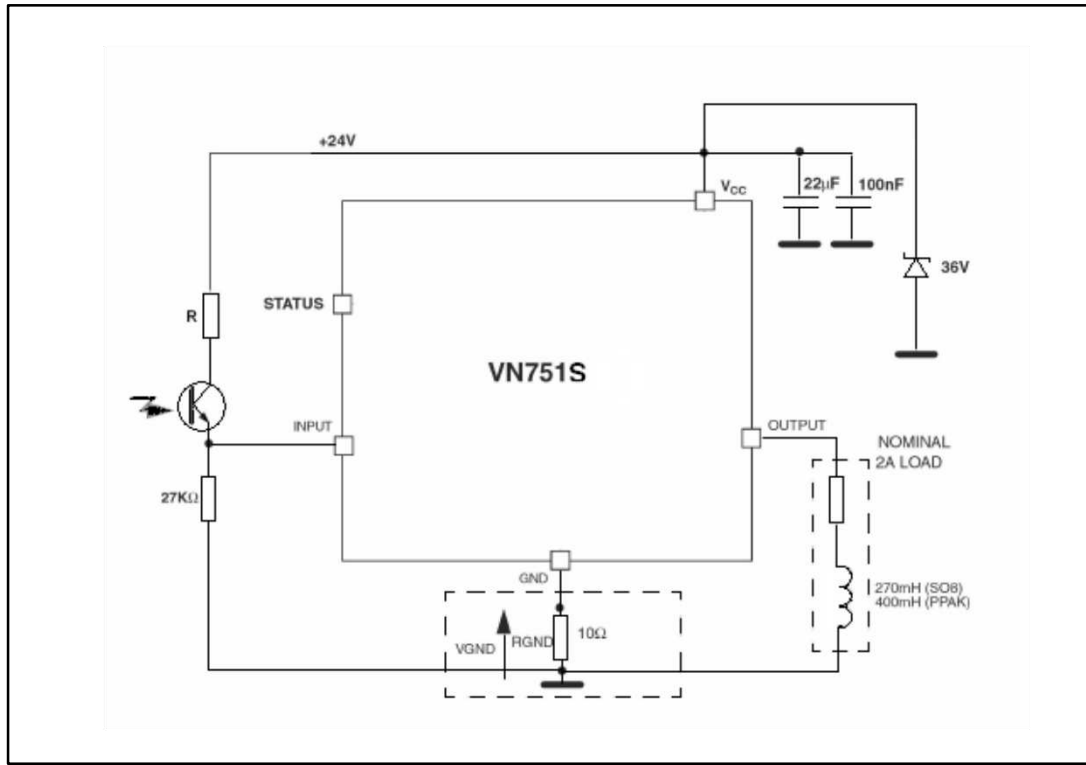 +24V
VCC
22µF
100nF
36V
STATUS
R
VN751S
INPUT
OUTPUT
NOMINAL
2A LOAD
27KΩ
GND
270mH (SO8)
400mH (PPAK)
VGND
RGND
10Ω